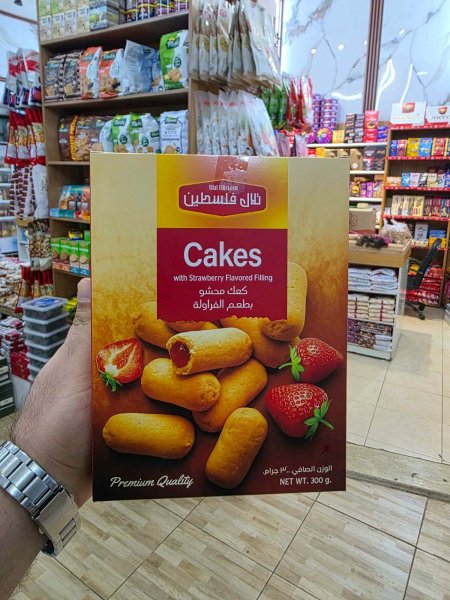 Tilal Filisteen
تلال فلسطين
Cakes
with Strawberry Flavored Filling
كعك محشو
بطعم الفراولة
Premium Quality
الوزن الصافي ٣٠٠ جرام.
NET WT. 300 g.